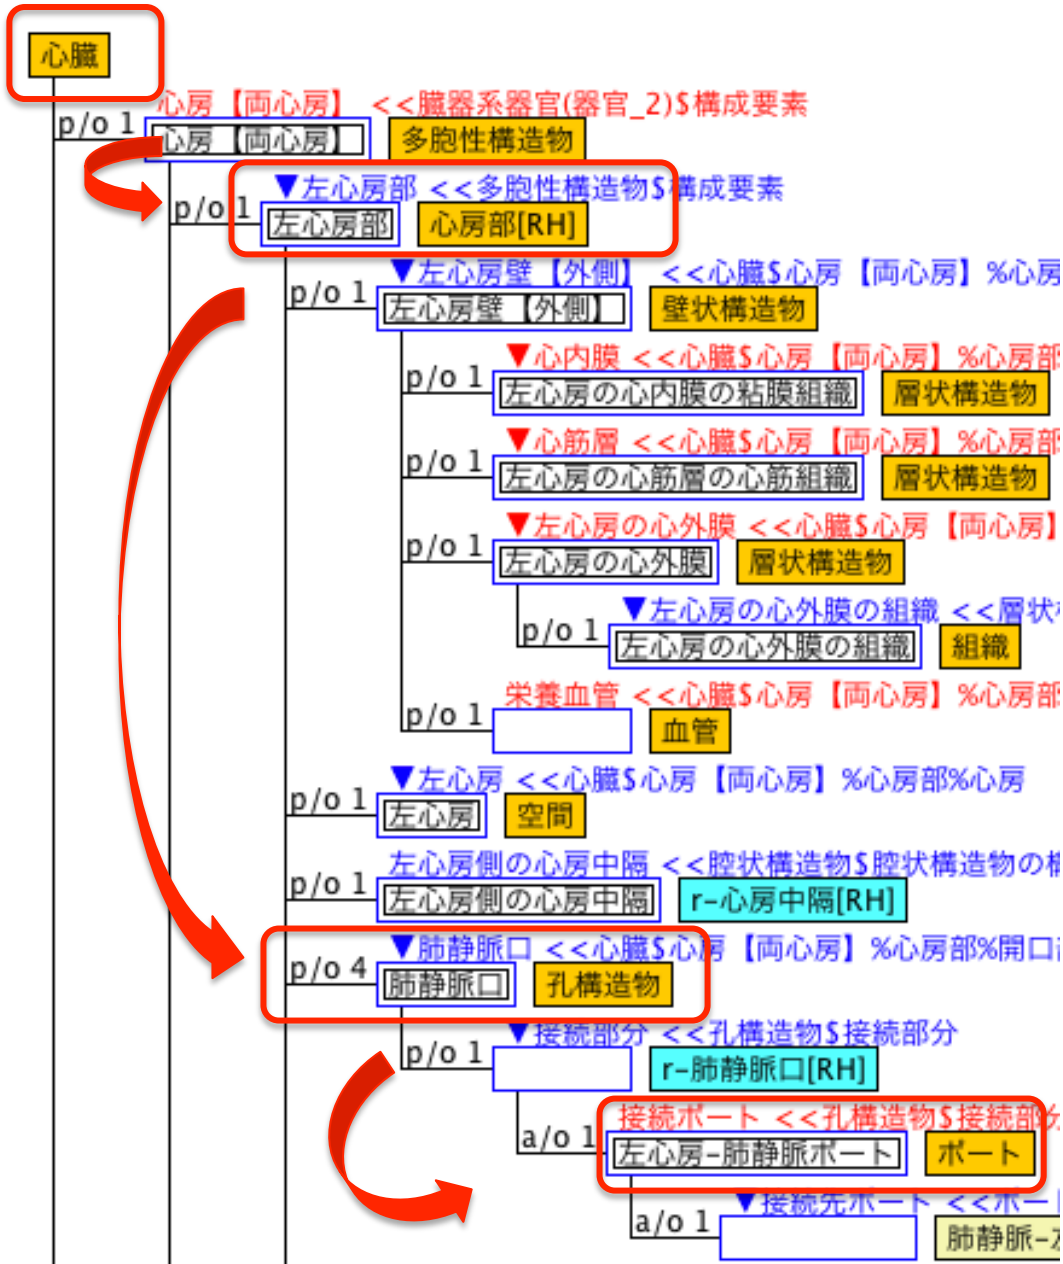 心臓
心房【両心房】 <<臓器系器官(器官_2)$構成要素
p/o 1 心房【両心房】 多胞性構造物
▼左心房部 <<多胞性構造物$構成要素
p/o 1 左心房部 心房部[RH]
▼左心房壁【外側】 <<心臓$心房【両心房】%心房
p/o 1 左心房壁【外側】 壁状構造物
▼心内膜 <<心臓$心房【両心房】%心房部
p/o 1 左心房の心内膜の粘膜組織 層状構造物
▼心筋層 <<心臓$心房【両心房】%心房部
p/o 1 左心房の心筋層の心筋組織 層状構造物
▼左心房の心外膜 <<心臓$心房【両心房】
p/o 1 左心房の心外膜 層状構造物
▼左心房の心外膜の組織 <<層状
p/o 1 左心房の心外膜の組織 組織
栄養血管 <<心臓$心房【両心房】%心房部
p/o 1 血管
▼左心房 <<心臓$心房【両心房】%心房部%心房
p/o 1 左心房 空間
左心房側の心房中隔 <<腔状構造物$腔状構造物の
p/o 1 左心房側の心房中隔 r-心房中隔[RH]
▼肺静脈口 <<心臓$心房【両心房】%心房部%開口
p/o 4 肺静脈口 孔構造物
▼接続部分 <<孔構造物$接続部分
p/o 1 r-肺静脈口[RH]
接続ポート <<孔構造物$接続部分
a/o 1 左心房-肺静脈ポート ポート
▼接続先ポート <<ポート
a/o 1 肺静脈-左